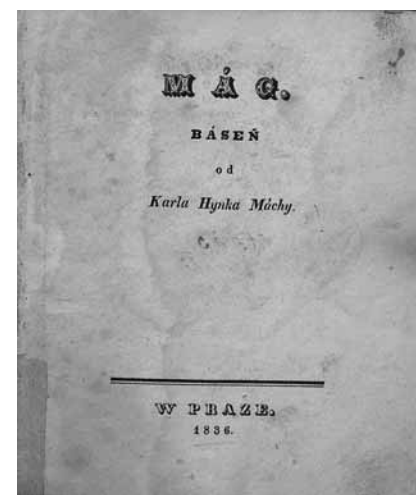 MÁG.
BÁSEŇ
od
Karla Hynka Máchy.
W PRAZE.
1836.